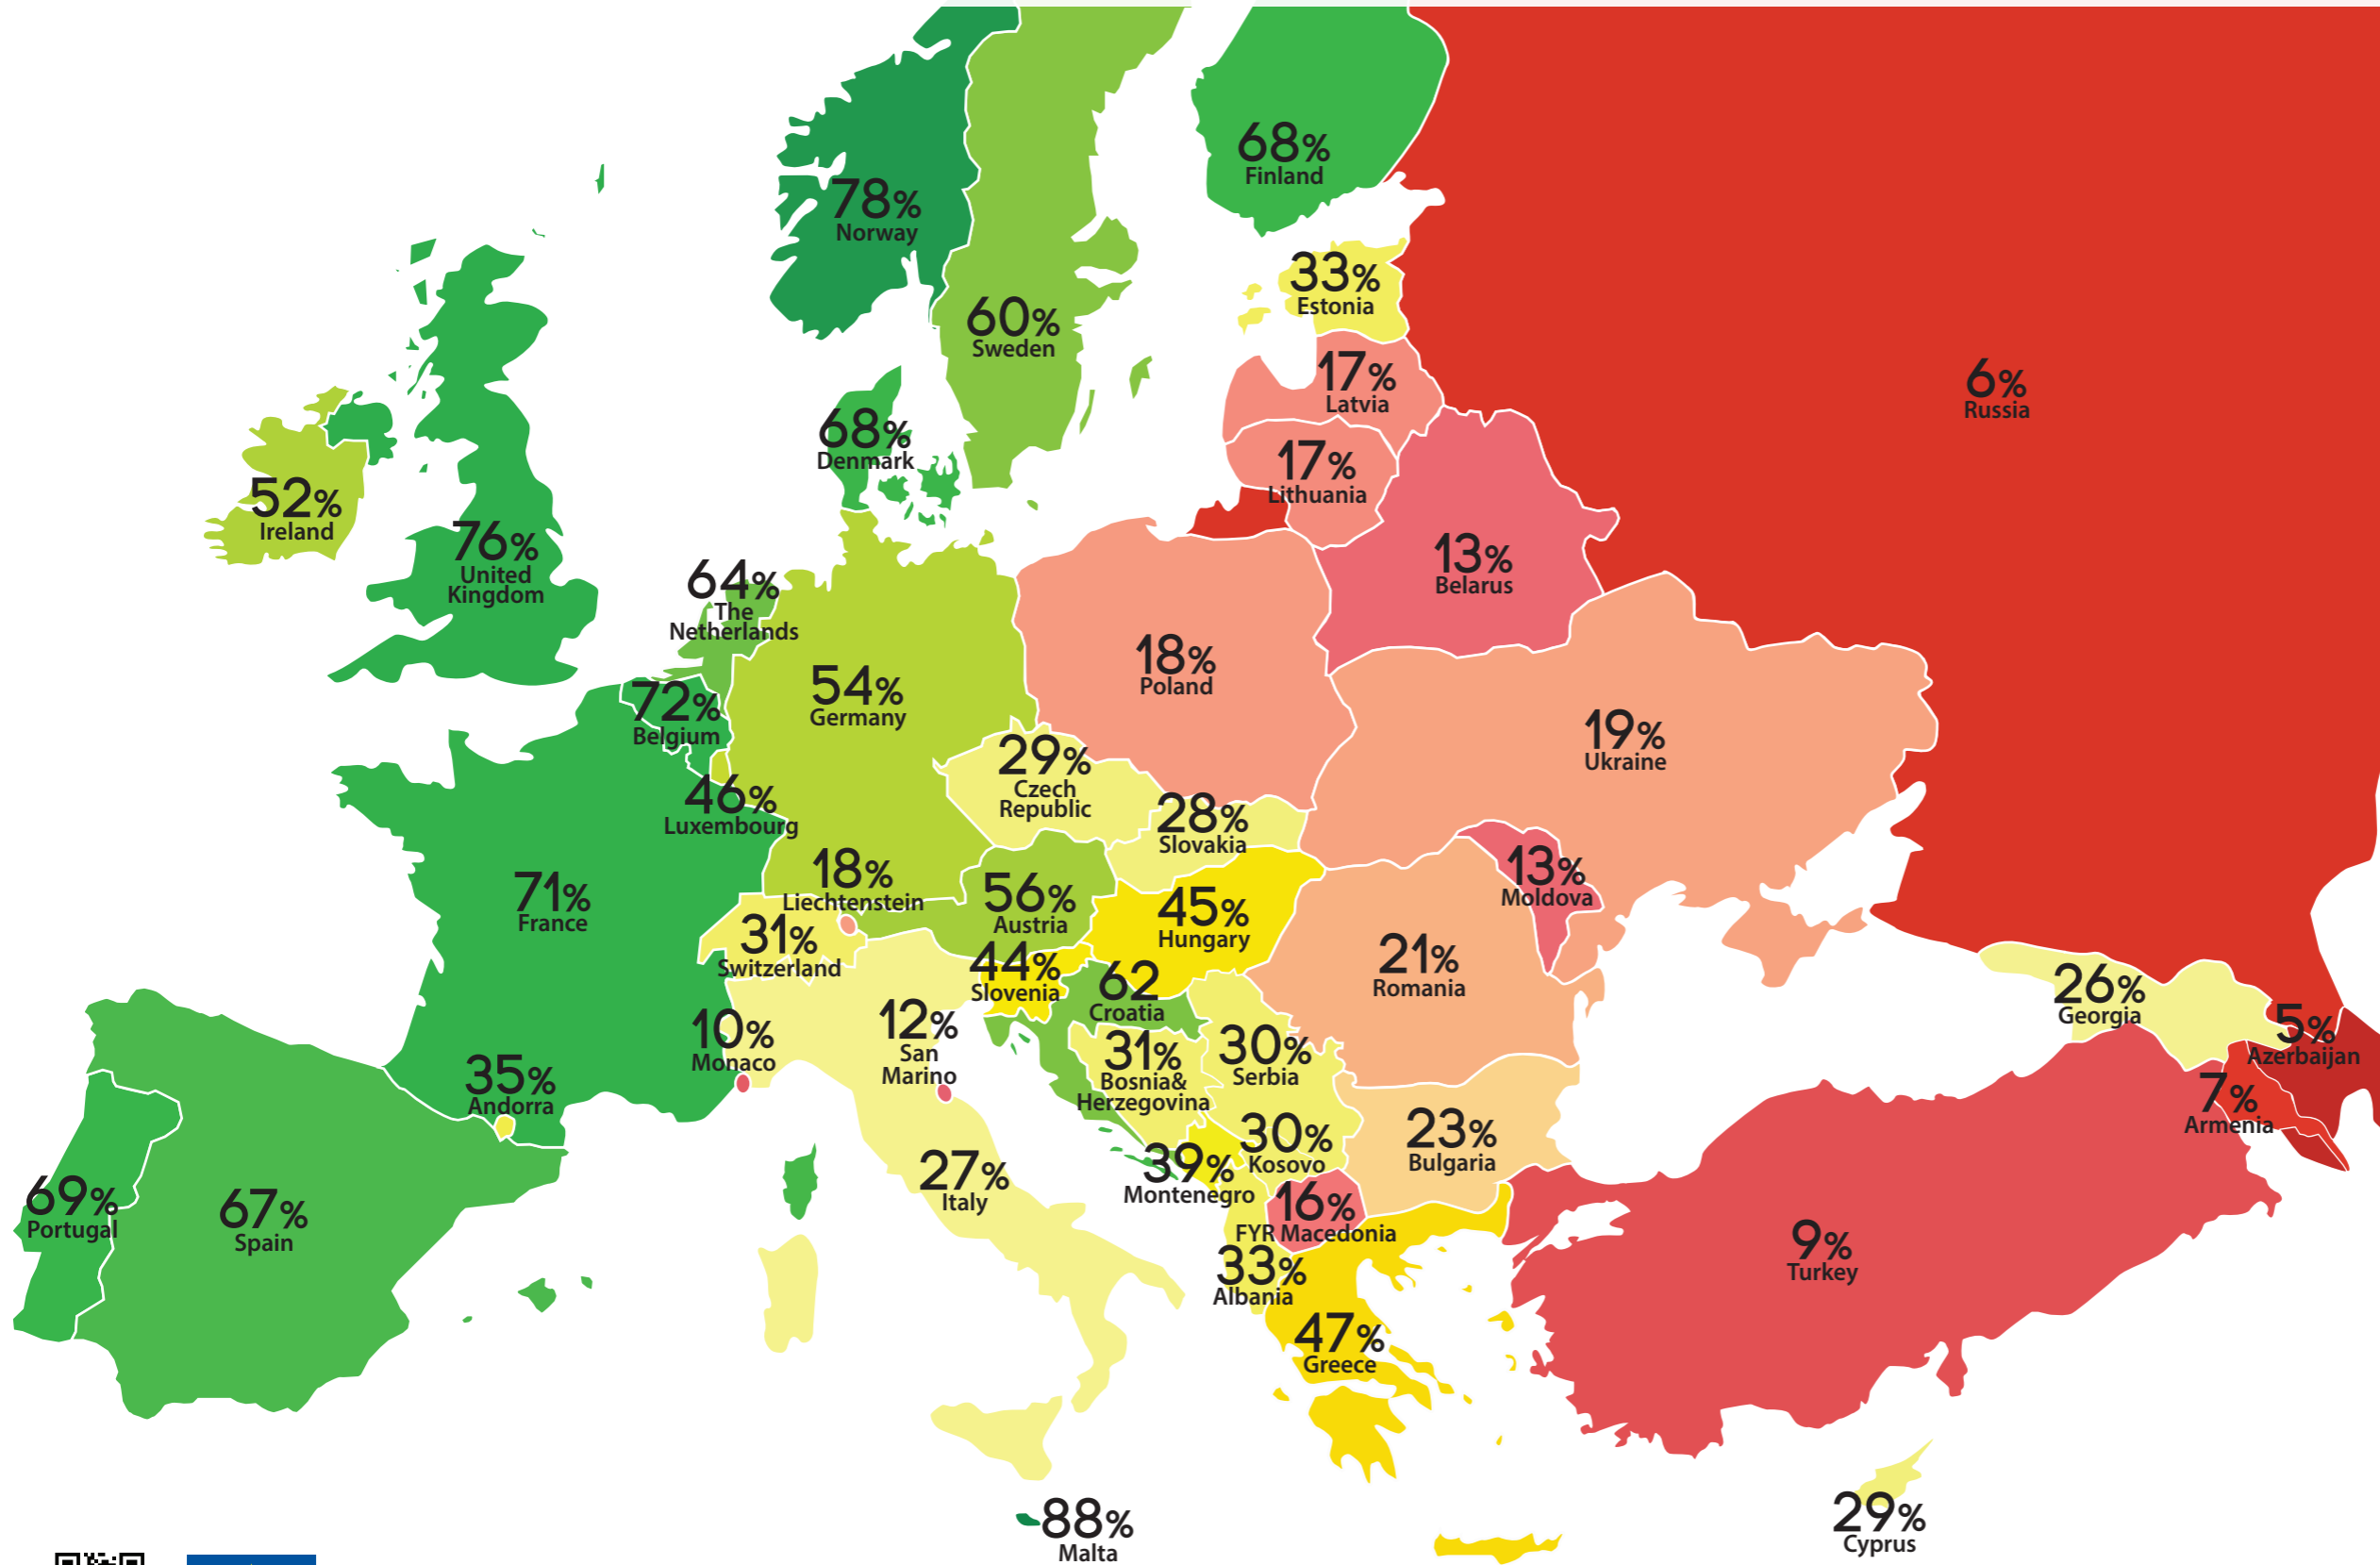 68%
Finland
78%
Norway
33%
Estonia
60%
Sweden
17%
Latvia
6%
Russia
68%
Denmark
17%
Lithuania
52%
Ireland
76%
United
Kingdom
13%
Belarus
64%
The
Netherlands
18%
Poland
54%
Germany
72%
Belgium
19%
Ukraine
29%
Czech
Republic
46%
Luxembourg
28%
Slovakia
18%
Liechtenstein
13%
Moldova
71%
France
56%
Austria
45%
Hungary
31%
Switzerland
44%
Slovenia
21%
Romania
62
Croatia
26%
Georgia
10%
Monaco
12%
San
Marino
31%
Bosnia&
Herzegovina
30%
Serbia
5%
Azerbaijan
35%
Andorra
7%
Armenia
30%
Kosovo
23%
Bulgaria
39%
Montenegro
27%
Italy
69%
Portugal
67%
Spain
16%
FYR Macedonia
9%
Turkey
33%
Albania
47%
Greece
88%
Malta
29%
Cyprus